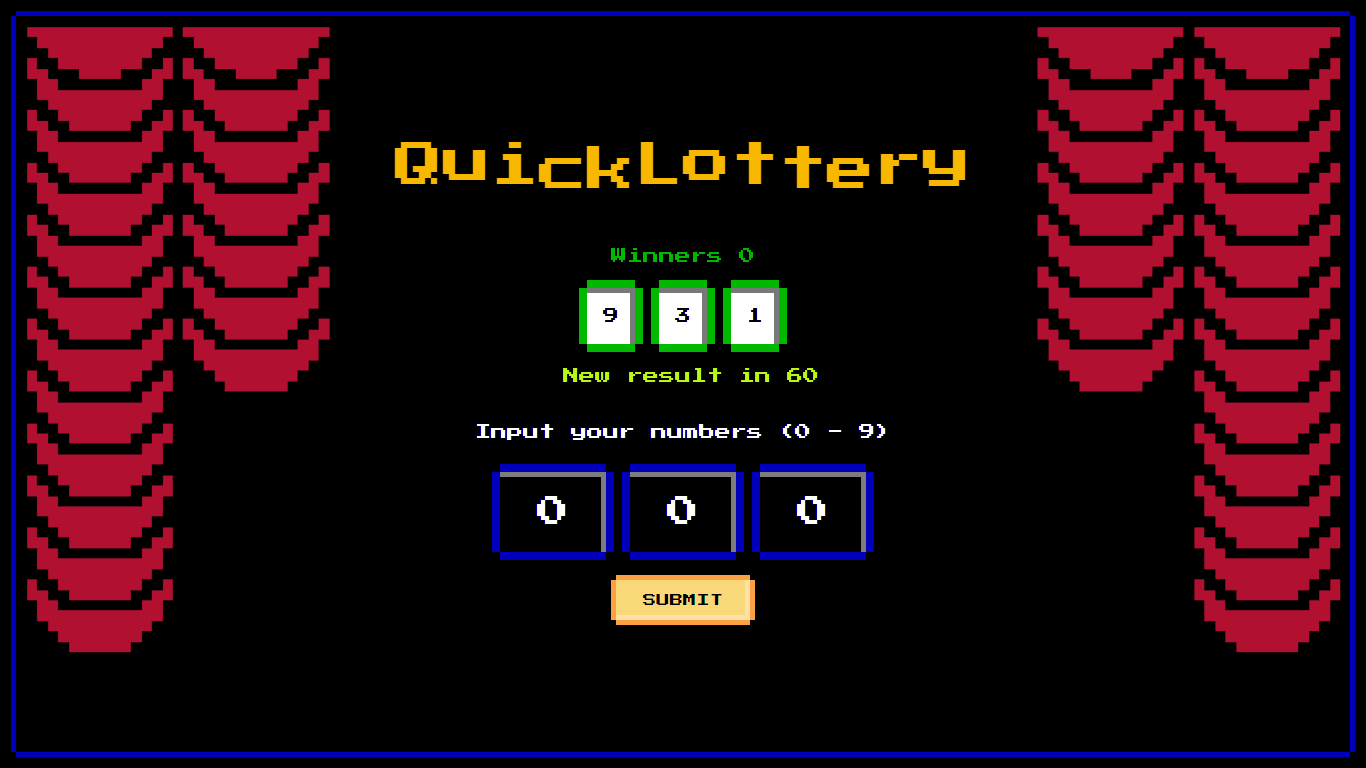 QuickLottery
Winners 0
9 3 1
New result in 60
Input your numbers (0 - 9)
0 0 0
SUBMIT